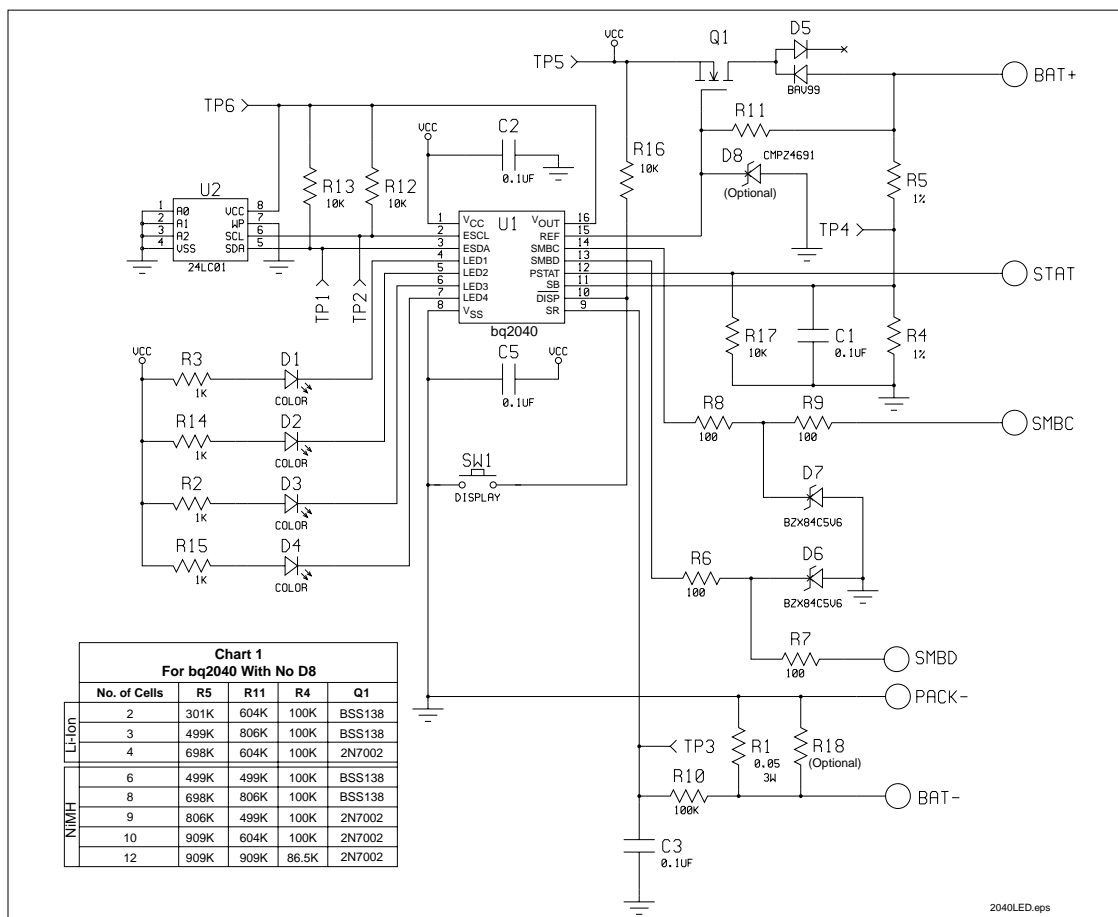 VCC
Q1
D5
TP5
BAT+
BAV99
TP6
VCC
C2
0.1UF
R11
R16
10K
D8
CMPZ4691
(Optional)
R5
1%
R13
10K
R12
10K
U2
1 A0 VCC 8
2 A1 WP 7
3 A2 SCL 6
4 VSS SDA 5
24LC01
U1
1 VCC VOUT 16
2 ESCL REF 15
3 ESDA SMBC 14
4 LED1 SMBD 13
5 LED2 PSTAT 12
6 LED3 SB 11
7 LED4 DISP 10
8 VSS SR 9
bq2040
TP4
STAT
TP1
TP2
R17
10K
C1
0.1UF
R4
1%
VCC
C5
0.1UF
VCC
R3
1K
D1
COLOR
R14
1K
D2
COLOR
R2
1K
D3
COLOR
R15
1K
D4
COLOR
SW1
DISPLAY
R8
100
R9
100
SMBC
D7
BZX84C5V6
R6
100
D6
BZX84C5V6
R7
100
SMBD
PACK-
TP3
R1
0.05
3W
R18
(Optional)
R10
100K
BAT-
C3
0.1UF
Chart 1
For bq2040 With No D8
No. of Cells R5 R11 R4 Q1
Li-Ion
2 301K 604K 100K BSS138
3 499K 806K 100K BSS138
4 698K 604K 100K 2N7002
NiMH
6 499K 499K 100K BSS138
8 698K 806K 100K BSS138
9 806K 499K 100K 2N7002
10 909K 604K 100K 2N7002
12 909K 909K 86.5K 2N7002
2040LED.eps